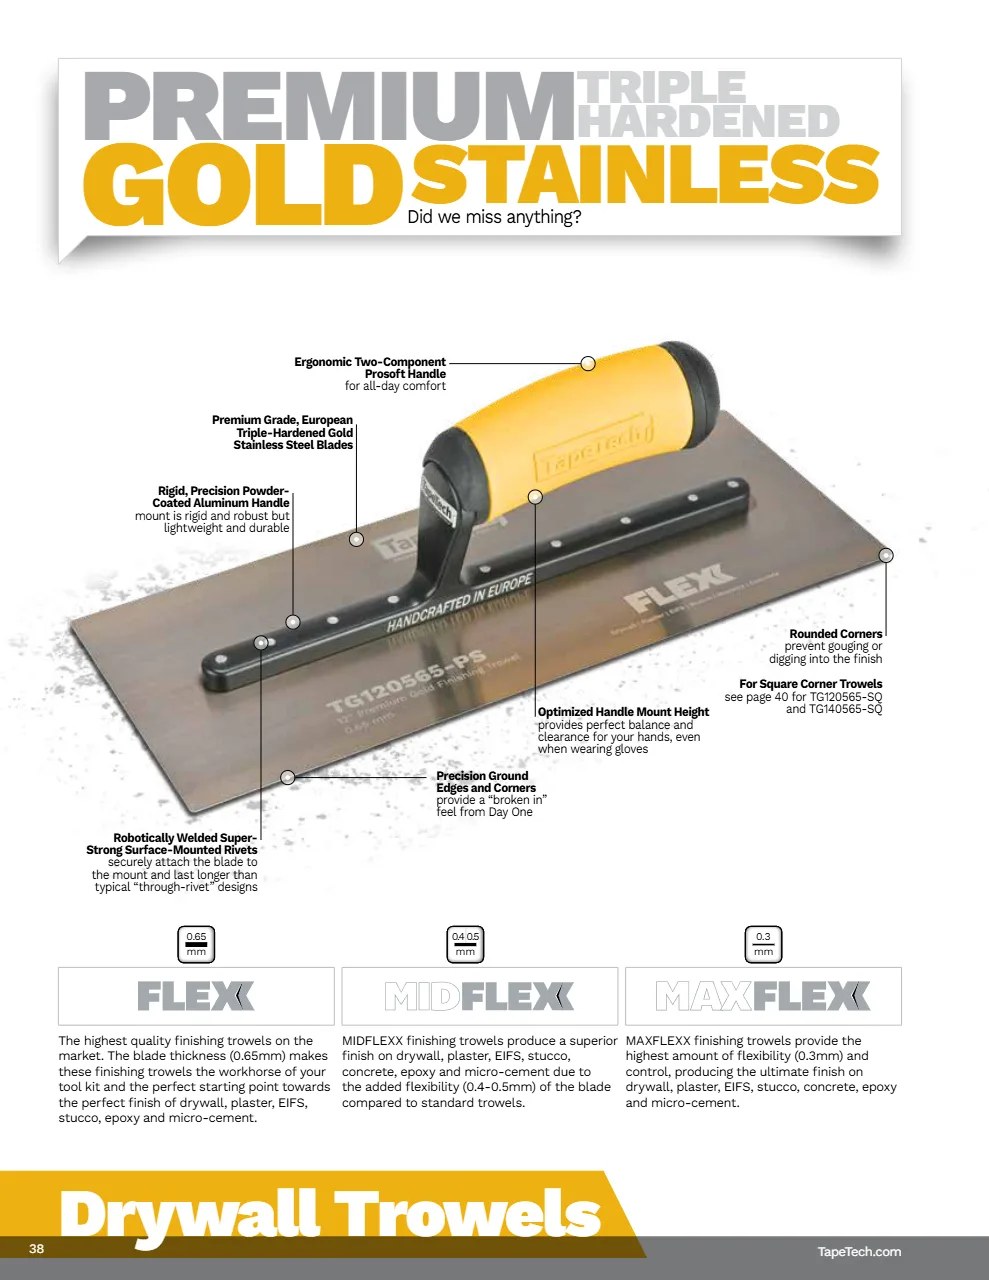 PREMIUM TRIPLE
HARDENED
GOLD STAINLESS
Did we miss anything?
Ergonomic Two-Component
Prosoft Handle
for all-day comfort
Premium Grade, European
Triple-Hardened Gold
Stainless Steel Blades
Rigid, Precision Powder-
Coated Aluminum Handle
mount is rigid and robust but
lightweight and durable
TapeTech
TapeTech
HANDCRAFTED IN EUROPE
FLEXX
TG120565-PS
12" Premium Gold Finishing Trowel
0.65 mm
Rounded Corners
prevent gouging or
digging into the finish
For Square Corner Trowels
see page 40 for TG120565-SQ
and TG140565-SQ
Optimized Handle Mount Height
provides perfect balance and
clearance for your hands, even
when wearing gloves
Precision Ground
Edges and Corners
provide a “broken in”
feel from Day One
Robotically Welded Super-
Strong Surface-Mounted Rivets
securely attach the blade to
the mount and last longer than
typical “through-rivet” designs
0.65
mm
FLEXX
The highest quality finishing trowels on the
market. The blade thickness (0.65mm) makes
these finishing trowels the workhorse of your
tool kit and the perfect starting point towards
the perfect finish of drywall, plaster, EIFS,
stucco, epoxy and micro-cement.
0.4 0.5
mm
MIDFLEXX
MIDFLEXX finishing trowels produce a superior
finish on drywall, plaster, EIFS, stucco,
concrete, epoxy and micro-cement due to
the added flexibility (0.4-0.5mm) of the blade
compared to standard trowels.
0.3
mm
MAXFLEXX
MAXFLEXX finishing trowels provide the
highest amount of flexibility (0.3mm) and
control, producing the ultimate finish on
drywall, plaster, EIFS, stucco, concrete, epoxy
and micro-cement.
Drywall Trowels
38
TapeTech.com